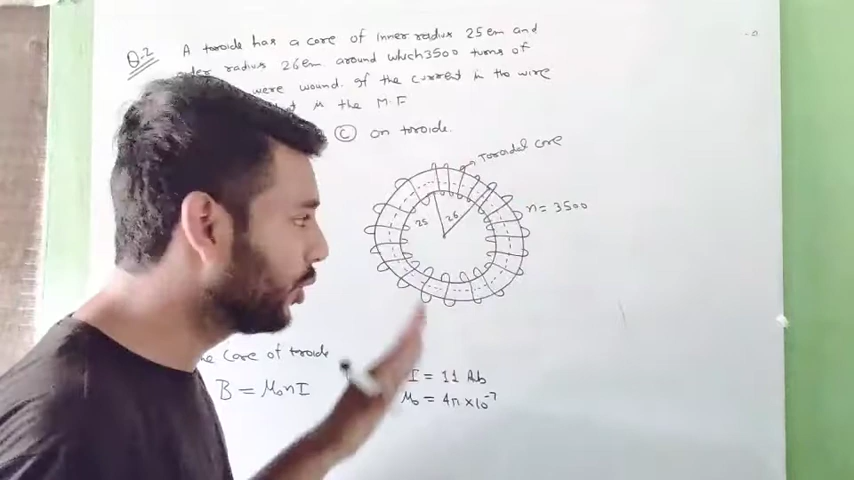 Q.2 A toroide has a core of inner radius 25 cm and
radius 26 cm around which 3500 turns of
were wound. If the current in the wire
in the M.F
(C) on toroide.
Toroidal core
25
26
n = 3500
Core of toroide
I = 11 Ab
B = μ₀nI
μ₀ = 4π×10⁻⁷